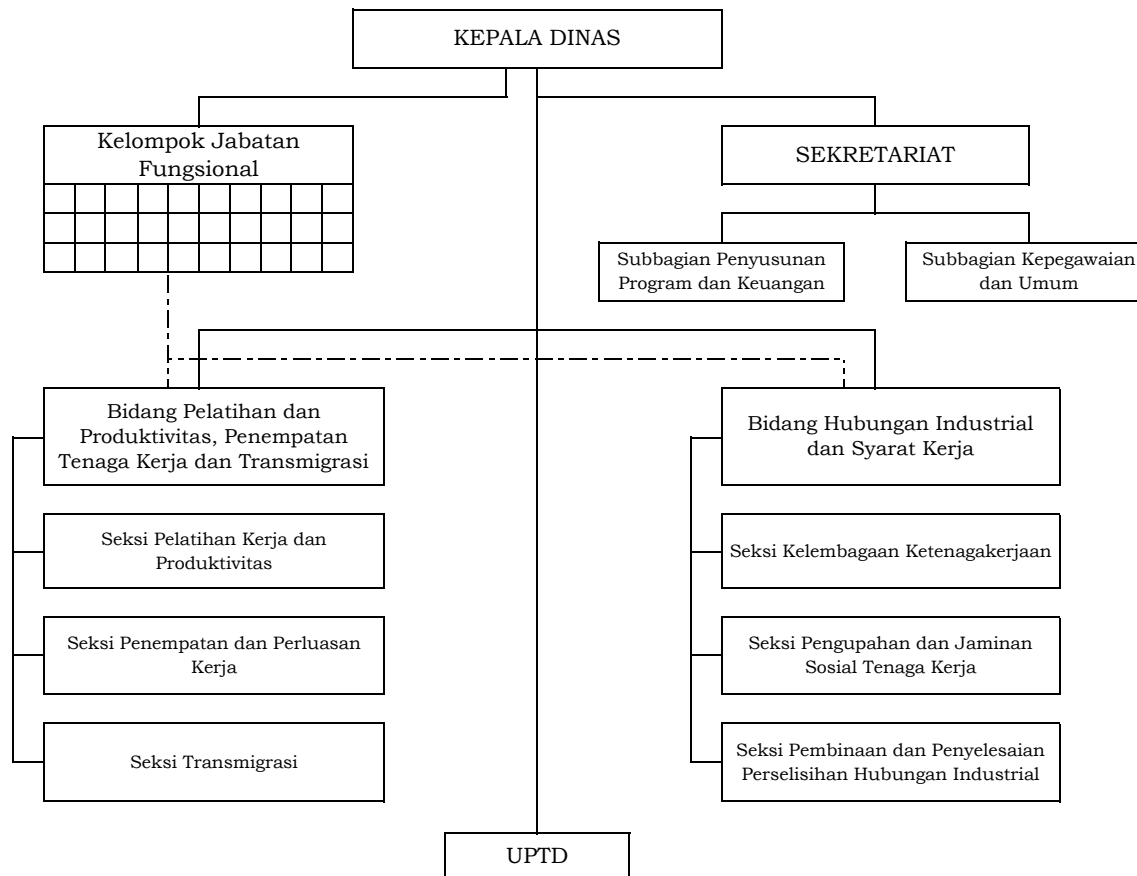 KEPALA DINAS
Kelompok Jabatan
Fungsional
SEKRETARIAT
Subbagian Penyusunan
Program dan Keuangan
Subbagian Kepegawaian
dan Umum
Bidang Pelatihan dan
Produktivitas, Penempatan
Tenaga Kerja dan Transmigrasi
Bidang Hubungan Industrial
dan Syarat Kerja
Seksi Pelatihan Kerja dan
Produktivitas
Seksi Kelembagaan Ketenagakerjaan
Seksi Penempatan dan Perluasan
Kerja
Seksi Pengupahan dan Jaminan
Sosial Tenaga Kerja
Seksi Transmigrasi
Seksi Pembinaan dan Penyelesaian
Perselisihan Hubungan Industrial
UPTD